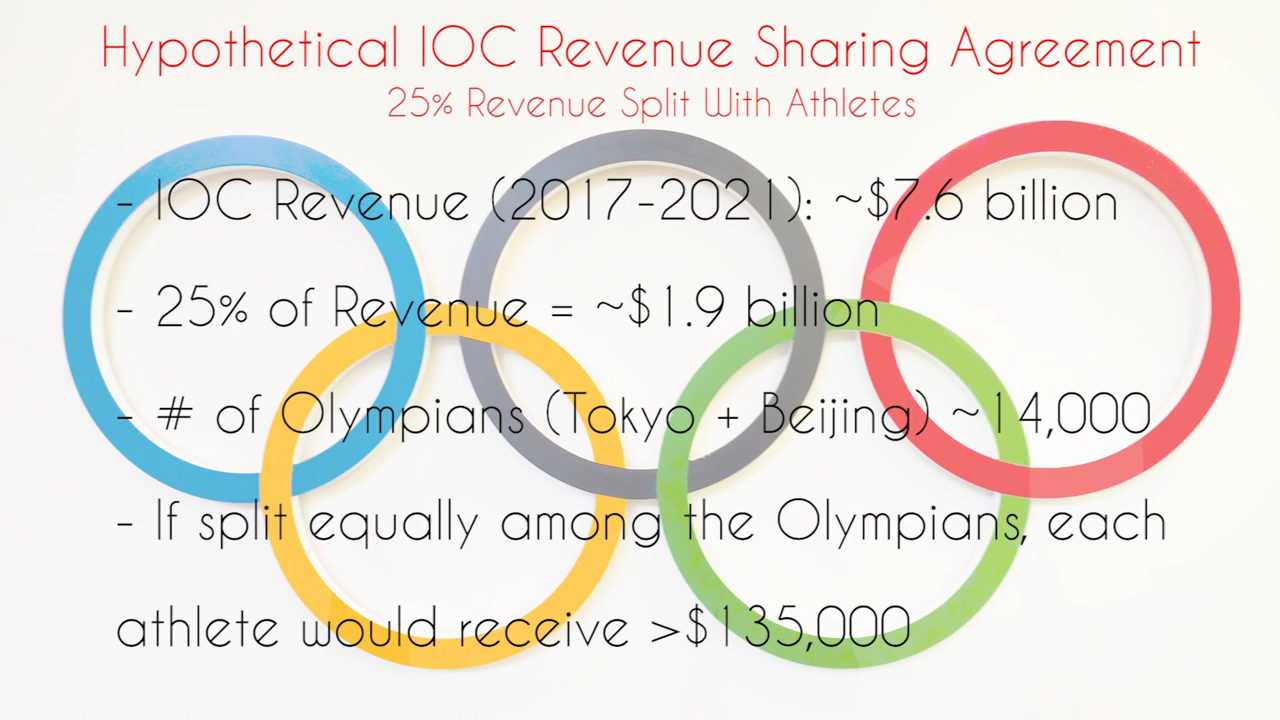 Hypothetical IOC Revenue Sharing Agreement
25% Revenue Split With Athletes
- IOC Revenue (2017-2021): ~$7.6 billion
- 25% of Revenue = ~$1.9 billion
- # of Olympians (Tokyo + Beijing) ~14,000
- If split equally among the Olympians, each
athlete would receive >$135,000